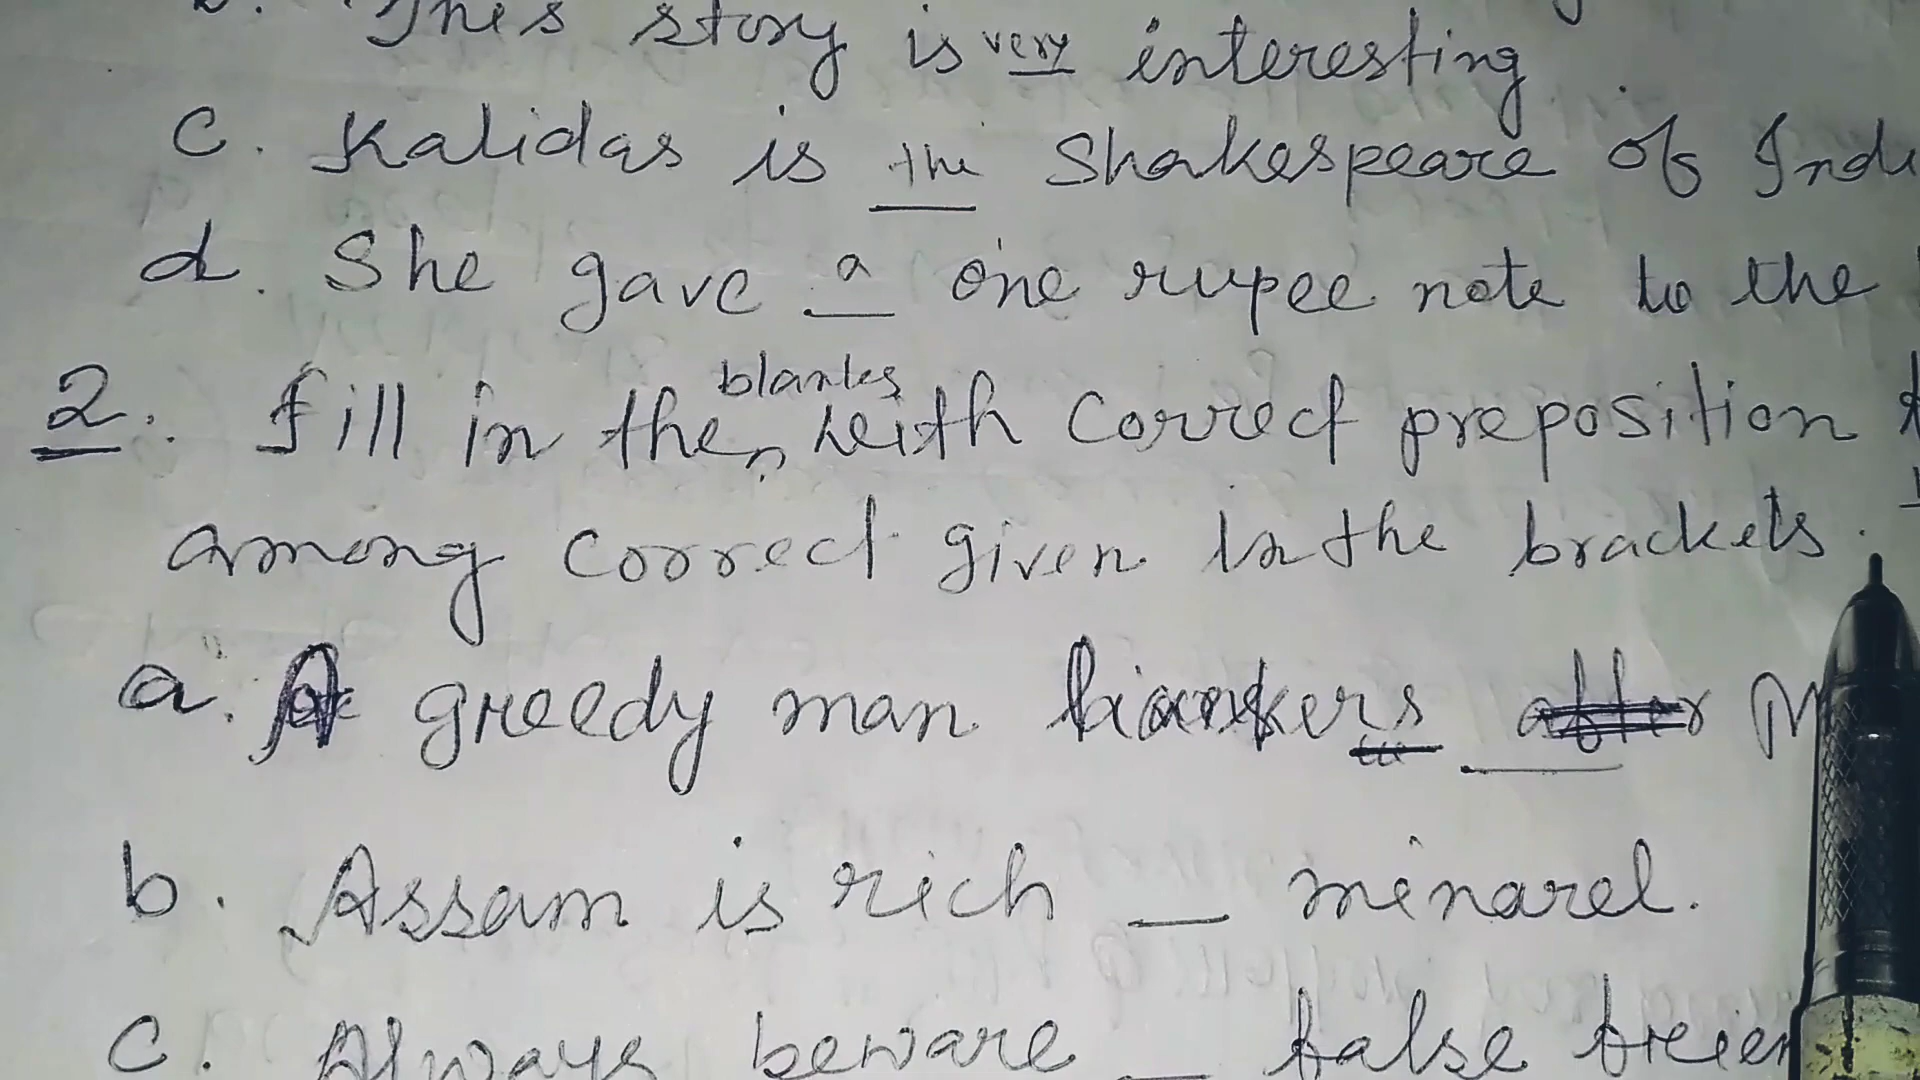 This story is very interesting
C. Kalidas is the Shakespeare of
d. She gave a one rupee note to the
2. fill in the blanks with Correct preposition
among Correct given in the brackets.
a. A greedy man after
b. Assam is rich _ minarel.
C. Always beware _ false